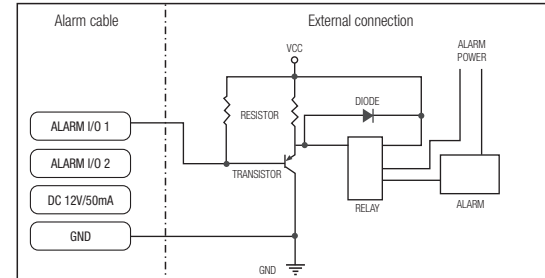 Alarm cable
External connection
VCC
ALARM
POWER
DIODE
RESISTOR
ALARM I/O 1
ALARM I/O 2
TRANSISTOR
DC 12V/50mA
RELAY
ALARM
GND
GND